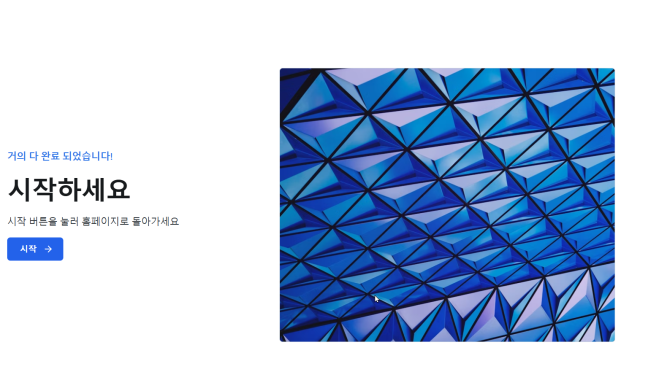 거의 다 완료 되었습니다!
시작하세요
시작 버튼을 눌러 홈페이지로 돌아가세요
시작 →